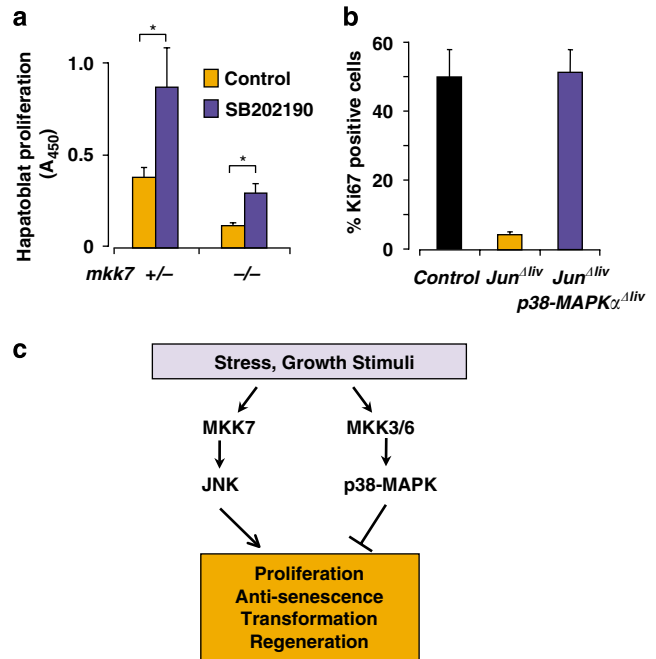 a
Hapatoblat proliferation
(A450)
1.0
0.5
0
*
*
Control
SB202190
mkk7 +/– –/–
b
% Ki67 positive cells
60
40
20
0
Control JunΔliv JunΔliv
p38-MAPKαΔliv
c
Stress, Growth Stimuli
MKK7 MKK3/6
JNK p38-MAPK
Proliferation
Anti-senescence
Transformation
Regeneration